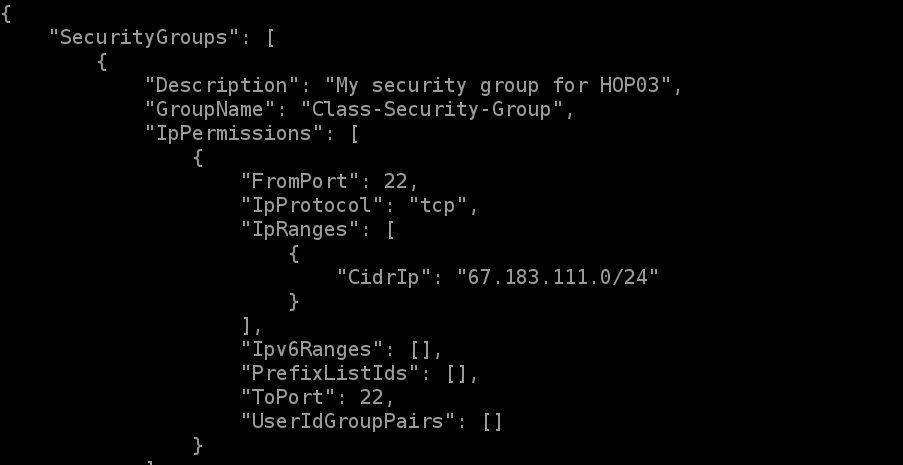 {
    "SecurityGroups": [
        {
            "Description": "My security group for HOP03",
            "GroupName": "Class-Security-Group",
            "IpPermissions": [
                {
                    "FromPort": 22,
                    "IpProtocol": "tcp",
                    "IpRanges": [
                        {
                            "CidrIp": "67.183.111.0/24"
                        }
                    ],
                    "Ipv6Ranges": [],
                    "PrefixListIds": [],
                    "ToPort": 22,
                    "UserIdGroupPairs": []
                }